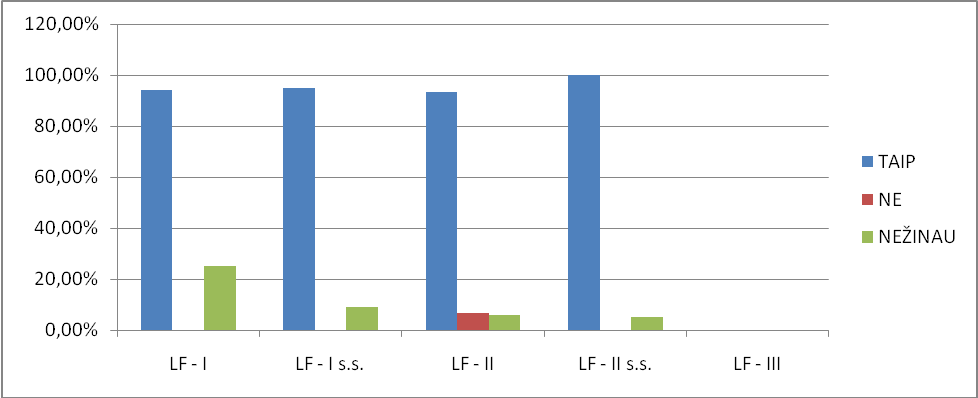 120,00%
100,00%
80,00%
60,00%
40,00%
20,00%
0,00%
LF - I
LF - I s.s.
LF - II
LF - II s.s.
LF - III
TAIP
NE
NEŽINAU